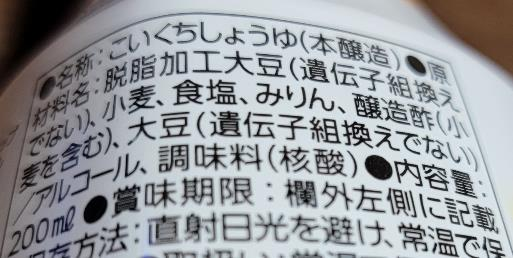 ●名称：こいくちしょうゆ(本醸造)●原
材料名：脱脂加工大豆(遺伝子組換え
でない)、小麦、食塩、みりん、醸造酢(小
麦を含む)、大豆(遺伝子組換えでない)
/アルコール、調味料(核酸)●内容量：
200㎖●賞味期限：欄外左側に記載
保存方法：直射日光を避け、常温で保